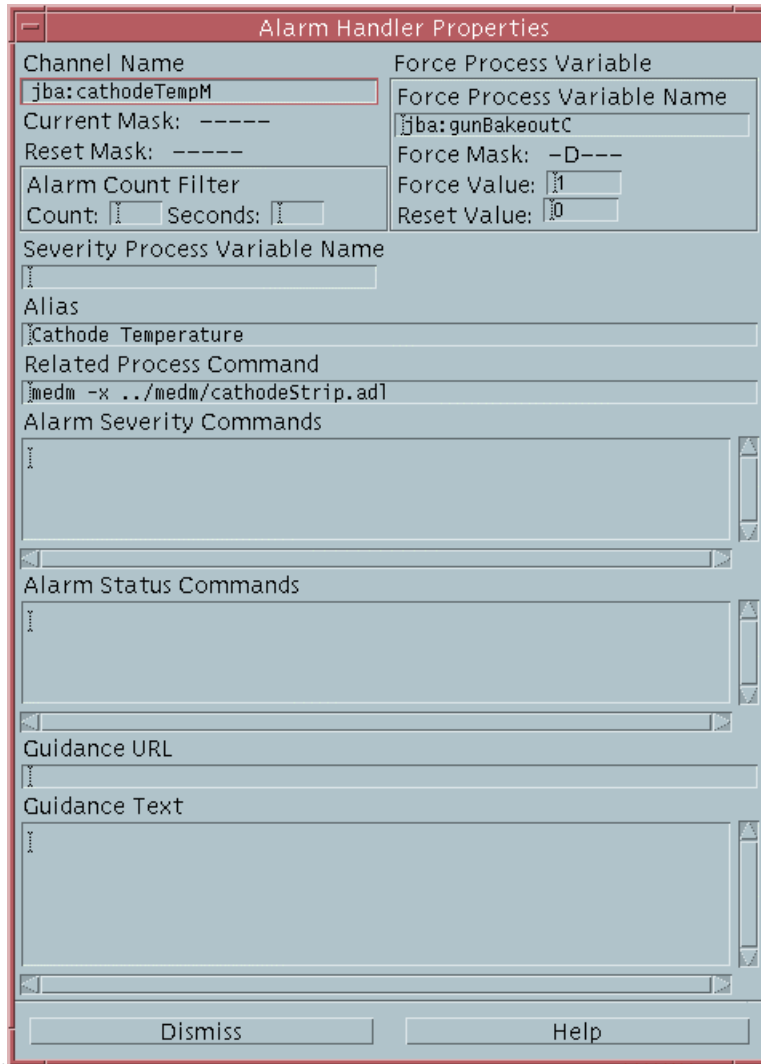 Alarm Handler Properties
Channel Name
jba:cathodeTempM
Current Mask: -----
Reset Mask: -----
Alarm Count Filter
Count: Seconds:
Force Process Variable
Force Process Variable Name
jba:gunBakeoutC
Force Mask: -D---
Force Value: 1
Reset Value: 0
Severity Process Variable Name
Alias
Cathode Temperature
Related Process Command
medm -x ../medm/cathodeStrip.adl
Alarm Severity Commands
Alarm Status Commands
Guidance URL
Guidance Text
Dismiss Help